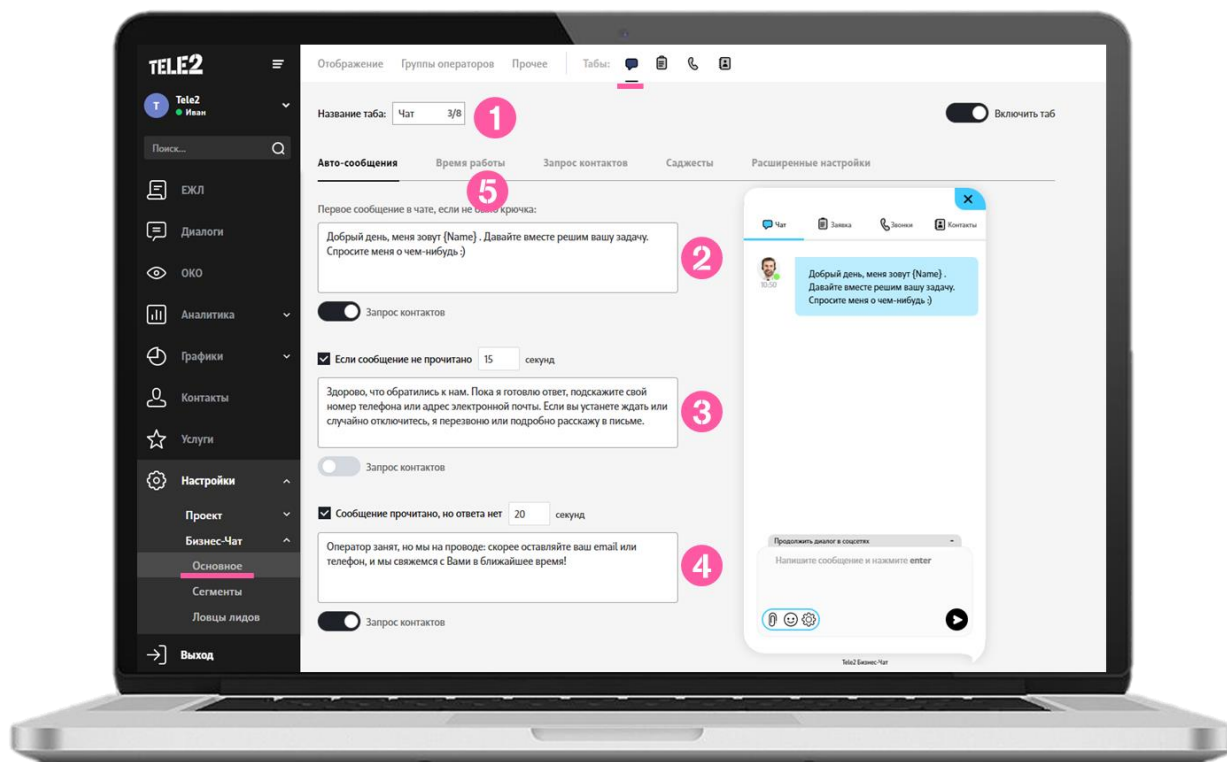 TELE2
Отображение Группы операторов Прочее Табы:
T
Tele2
Иван
Название таба: Чат 3/8
1
Включить таб
Поиск...
Авто-сообщения Время работы Запрос контактов Саджесты Расширенные настройки
5
ЕЖЛ
Диалоги
ОКО
Аналитика
Графики
Контакты
Услуги
Настройки
Проект
Бизнес-Чат
Основное
Сегменты
Ловцы лидов
Выход
Первое сообщение в чате, если не крючка:
Добрый день, меня зовут {Name} . Давайте вместе решим вашу задачу.
Спросите меня о чем-нибудь :)
2
Запрос контактов
Если сообщение не прочитано 15 секунд
Здорово, что обратились к нам. Пока я готовлю ответ, подскажите свой
номер телефона или адрес электронной почты. Если вы устанете ждать или
случайно отключитесь, я перезвоню или подробно расскажу в письме.
3
Запрос контактов
Сообщение прочитано, но ответа нет 20 секунд
Оператор занят, но мы на проводе: скорее оставляйте ваш email или
телефон, и мы свяжемся с Вами в ближайшее время!
4
Запрос контактов
Чат Заявка Звонки Контакты
10:50
Добрый день, меня зовут {Name} .
Давайте вместе решим вашу задачу.
Спросите меня о чем-нибудь :)
Продолжить диалог в соцсетях
Напишите сообщение и нажмите enter
Tele2 Бизнес-Чат